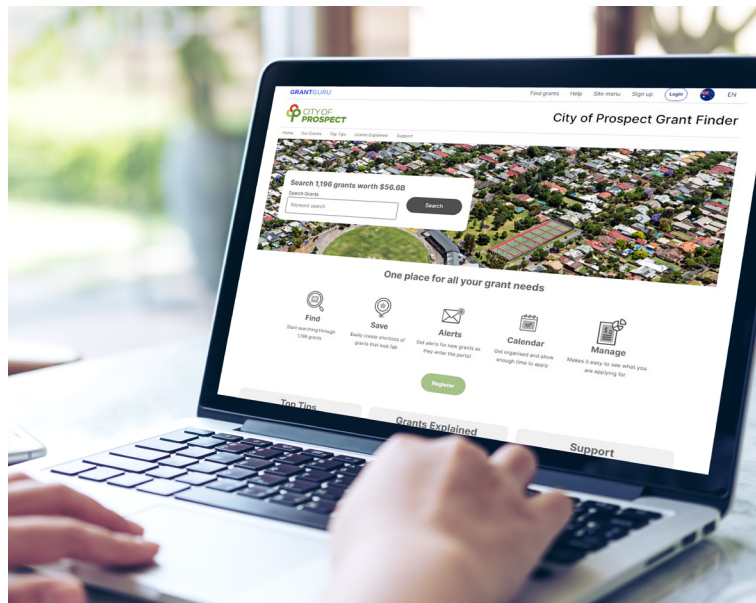 GRANTGURU
Find grants Help Site menu Sign up Login EN
CITY OF
PROSPECT
City of Prospect Grant Finder
Home Our Grants Top Tips Grants Explained Support
Search 1,196 grants worth $56.6B
Search Grants
Keyword search
Search
One place for all your grant needs
Find
Start searching through
1,196 grants
Save
Easily create shortlists of
grants that look fab
Alerts
Get alerts for new grants as
they enter the portal
Calendar
Get organised and allow
enough time to apply
Manage
Makes it easy to see what you
are applying for
Register
Top Tips
Grants Explained
Support